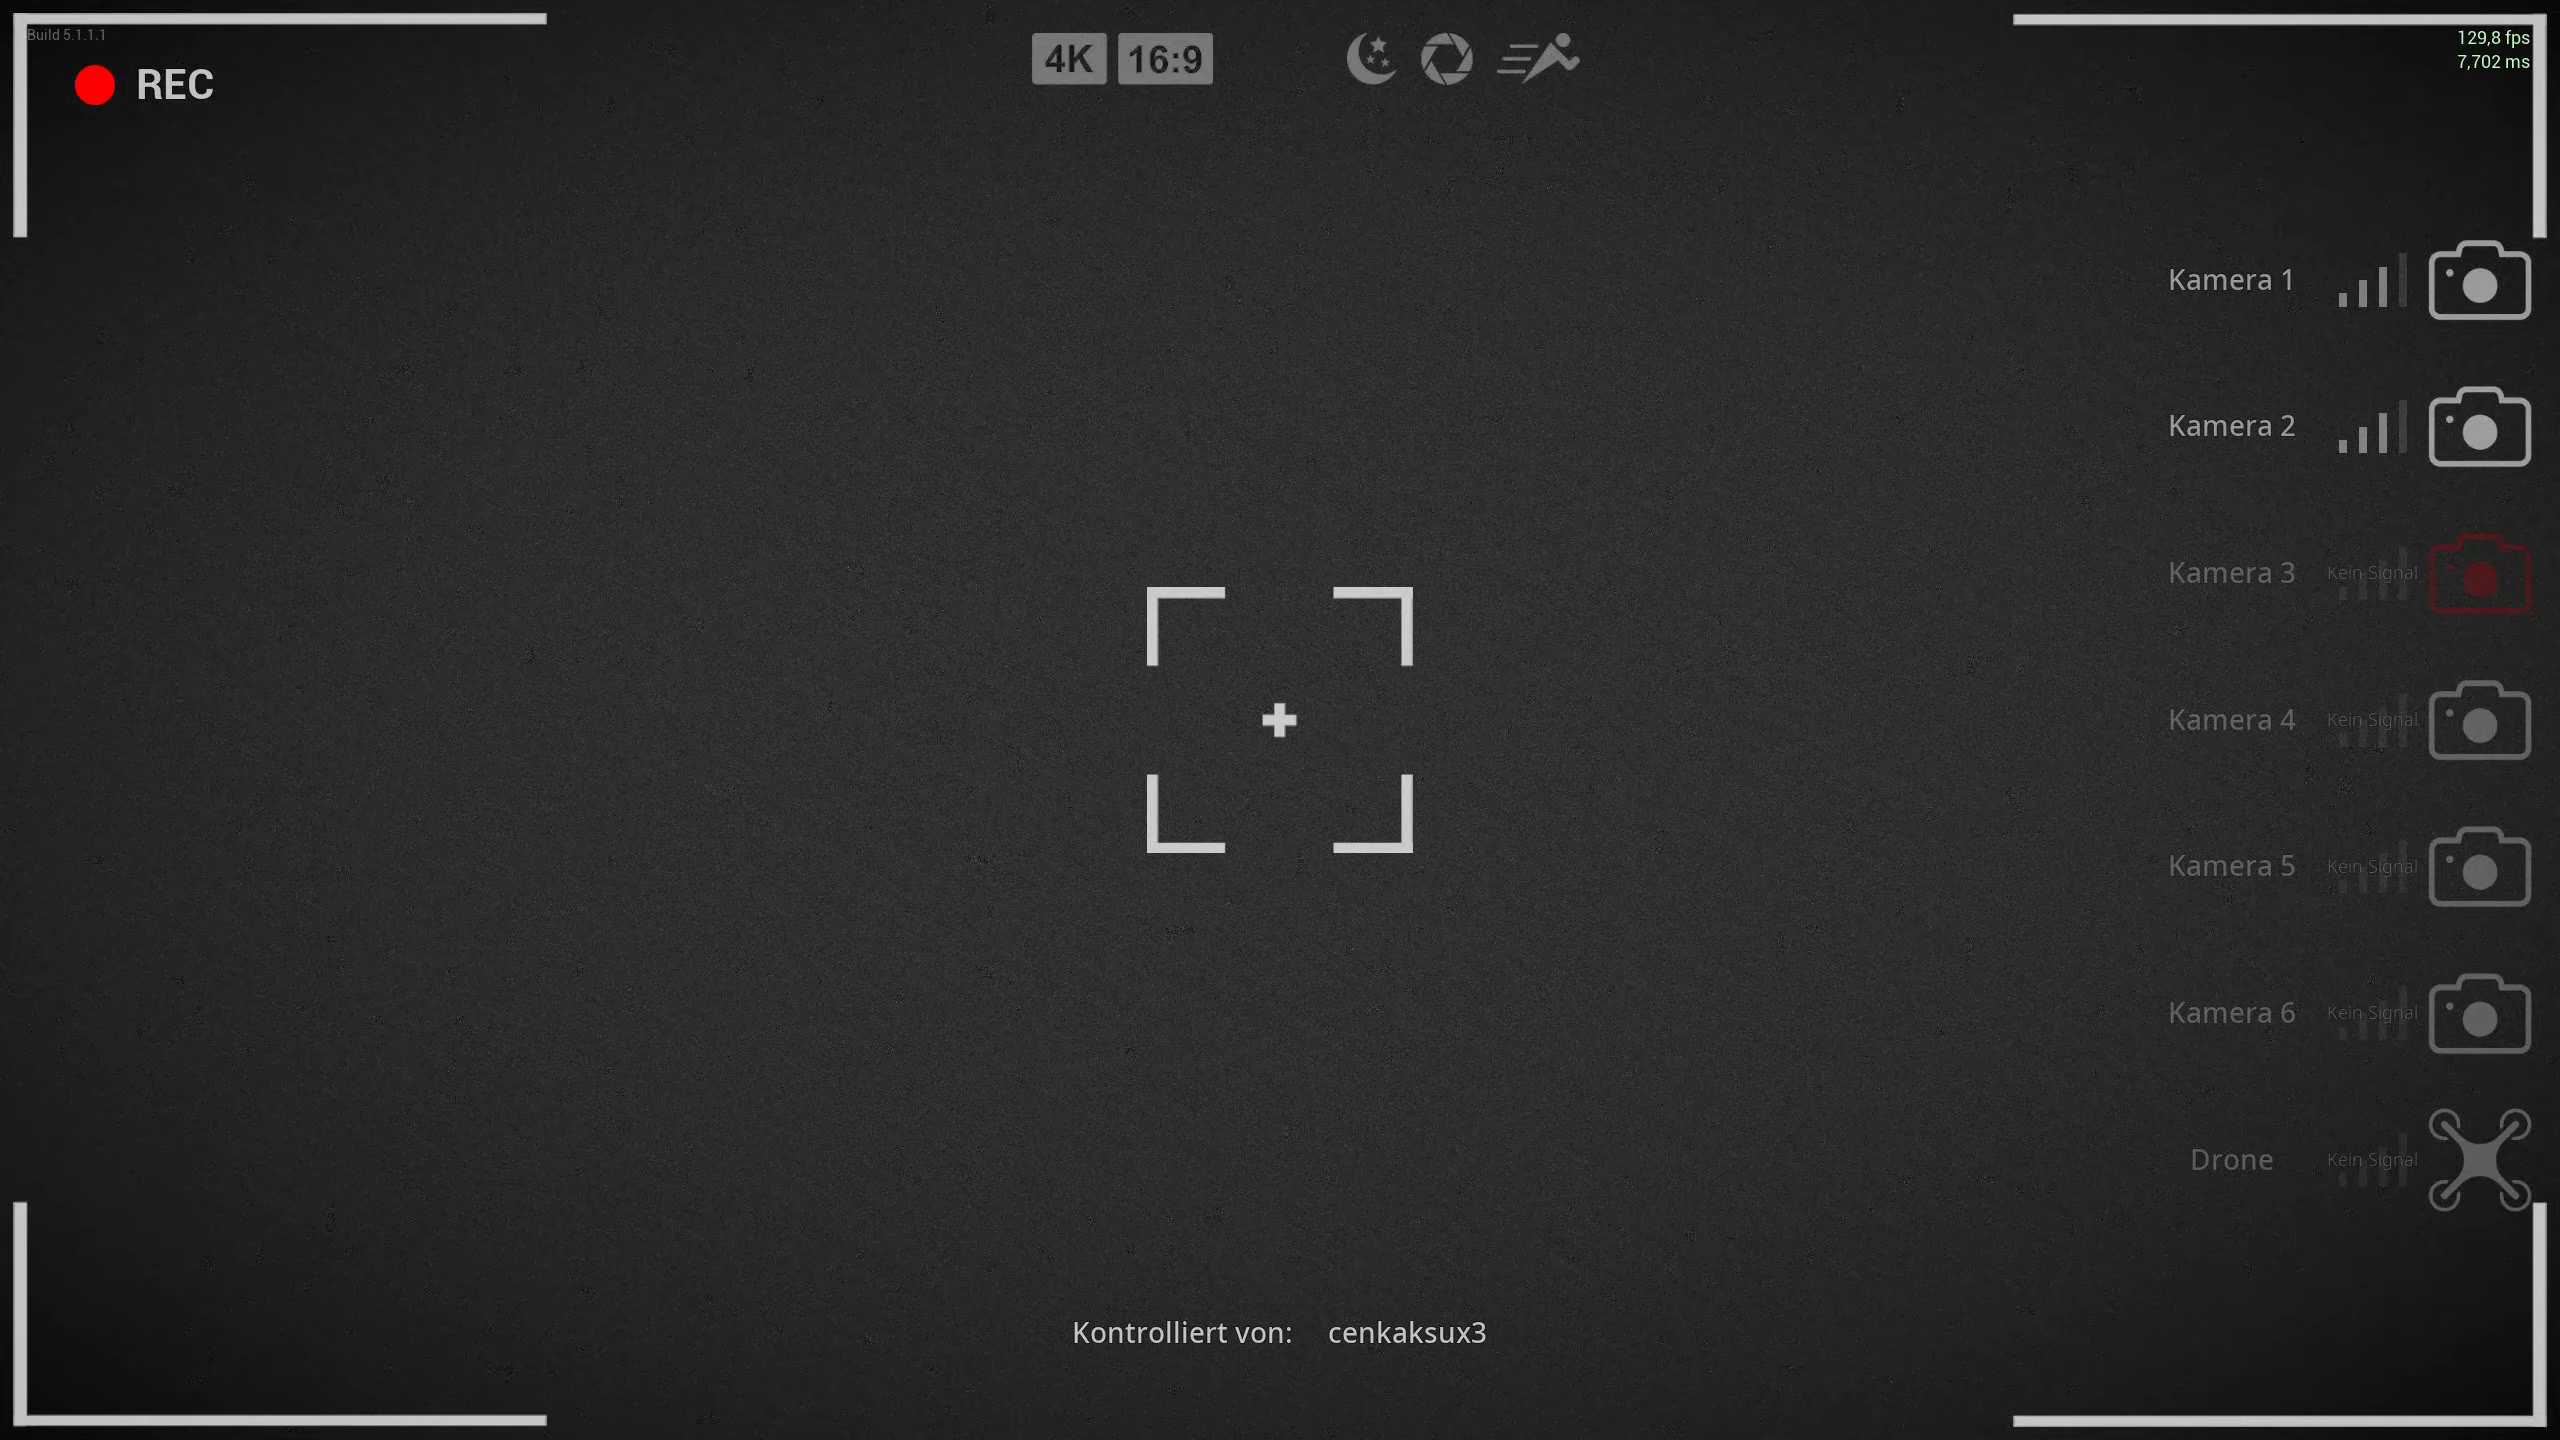 Build 5.1.1.1
REC
4K 16:9
129,8 fps
7,702 ms
Kamera 1
Kamera 2
Kamera 3 Kein Signal
Kamera 4 Kein Signal
Kamera 5 Kein Signal
Kamera 6 Kein Signal
Drone Kein Signal
Kontrolliert von: cenkaksux3